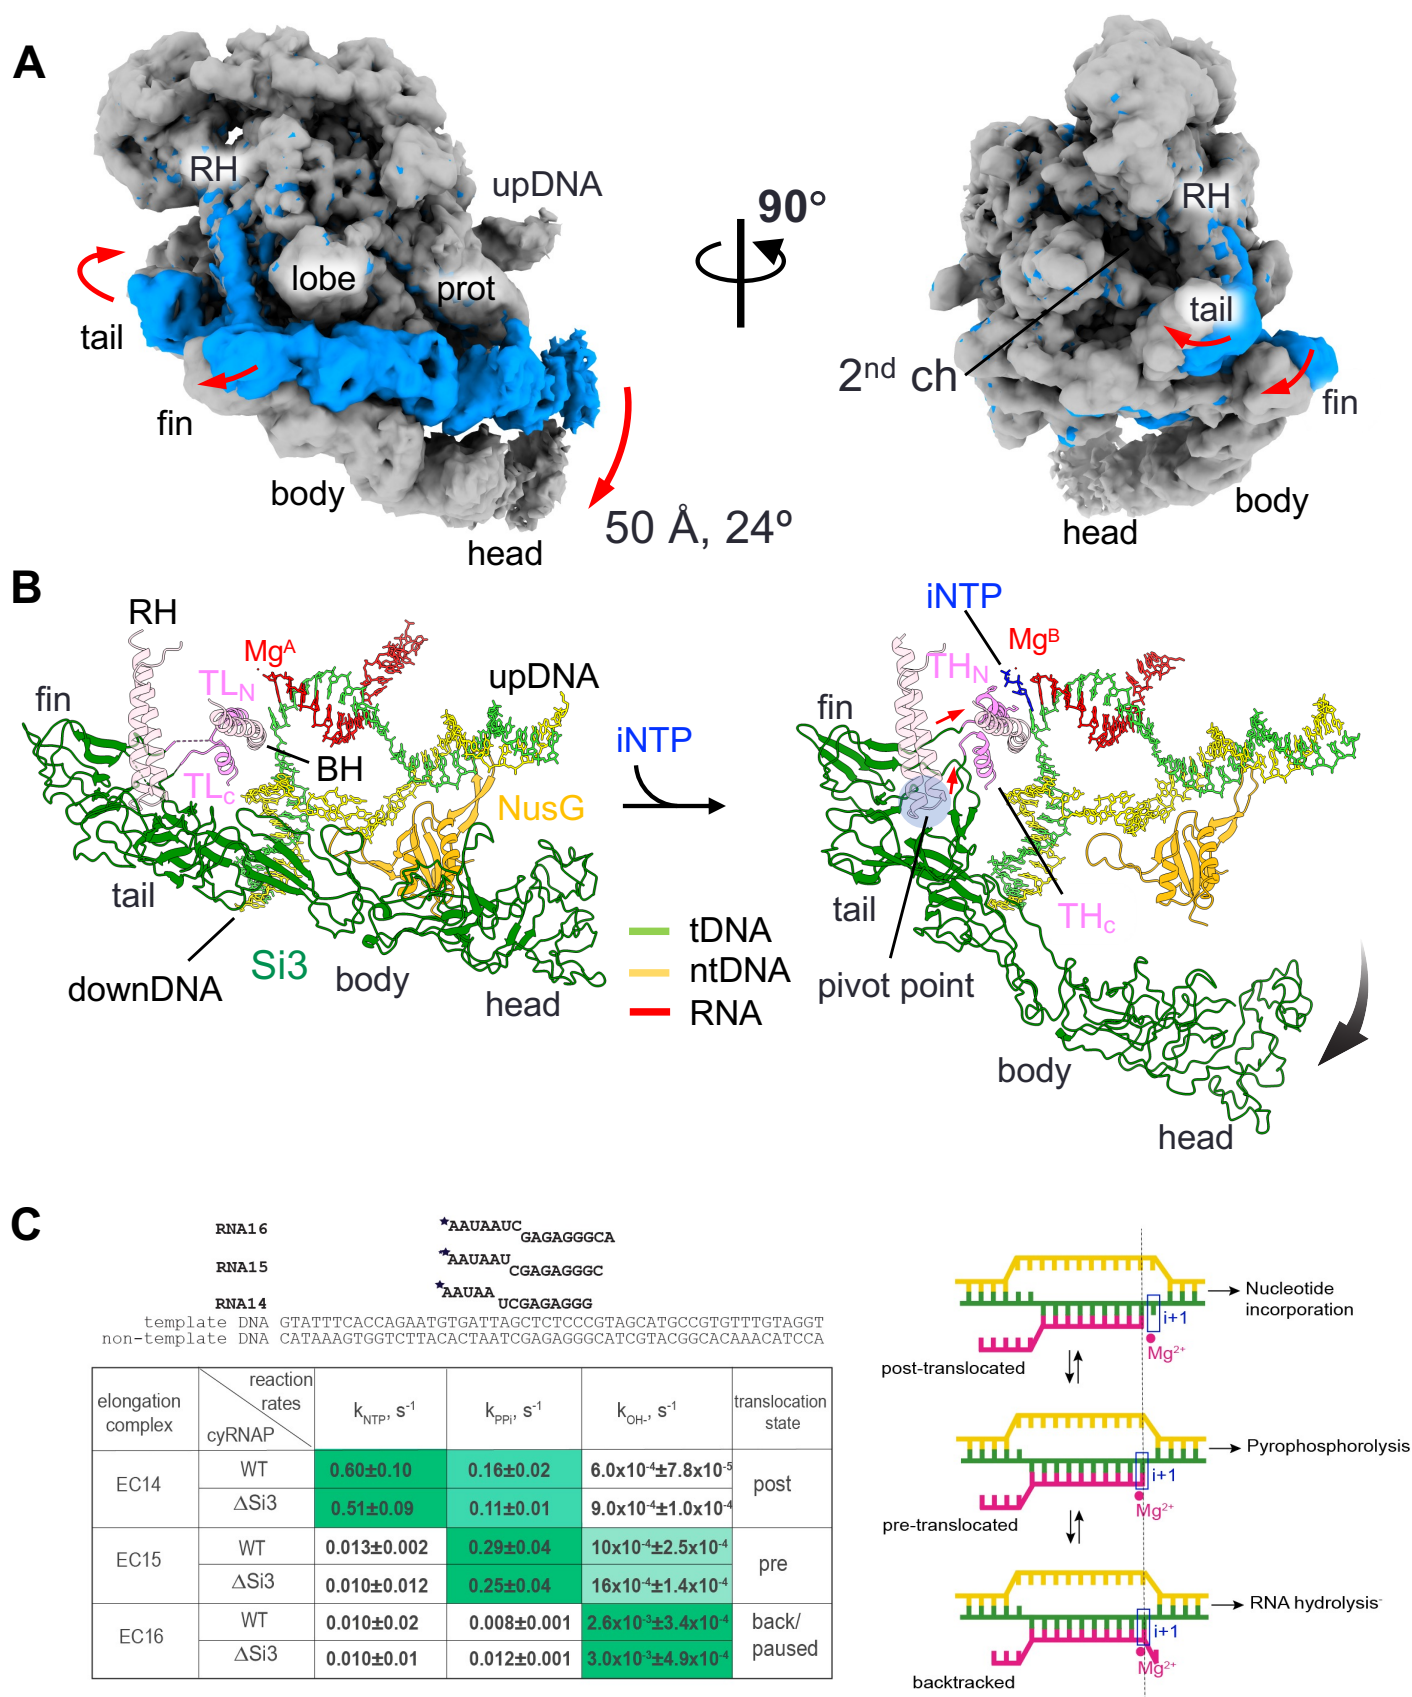 A
RH
upDNA
lobe
prot
tail
fin
body
head
50 Å, 24º
90°
RH
tail
2nd ch
fin
body
head
B
RH
MgA
TLN
fin
upDNA
BH
TLC
NusG
tail
Si3
body
downDNA
head
iNTP
tDNA
ntDNA
RNA
iNTP
MgB
THN
fin
tail
THC
pivot point
body
head
C
RNA16 ★AAUAAUC GAGAGGGCA
RNA15 ★AAUAAU CGAGAGGGC
RNA14 ★AAUAA UCGAGAGGG
template DNA GTATTTCACCAGAATGTGATTAGCTCTCCCGTAGCATGCCGTGTTTGTAGGT
non-template DNA CATAAAGTGGTCTTACACTAATCGAGAGGGCATCGTACGGCACAAACATCCA
elongation complex
reaction rates
cyRNAP
kNTP, s-1
kPPi, s-1
kOH-, s-1
translocation state
EC14
WT 0.60±0.10 0.16±0.02 6.0x10-4±7.8x10-5
ΔSi3 0.51±0.09 0.11±0.01 9.0x10-4±1.0x10-4
post
EC15
WT 0.013±0.002 0.29±0.04 10x10-4±2.5x10-4
ΔSi3 0.010±0.012 0.25±0.04 16x10-4±1.4x10-4
pre
EC16
WT 0.010±0.02 0.008±0.001 2.6x10-3±3.4x10-4
ΔSi3 0.010±0.01 0.012±0.001 3.0x10-3±4.9x10-4
back/
paused
Nucleotide
incorporation
i+1
Mg2+
post-translocated
Pyrophosphorolysis
i+1
Mg2+
pre-translocated
RNA hydrolysis-
i+1
Mg2+
backtracked